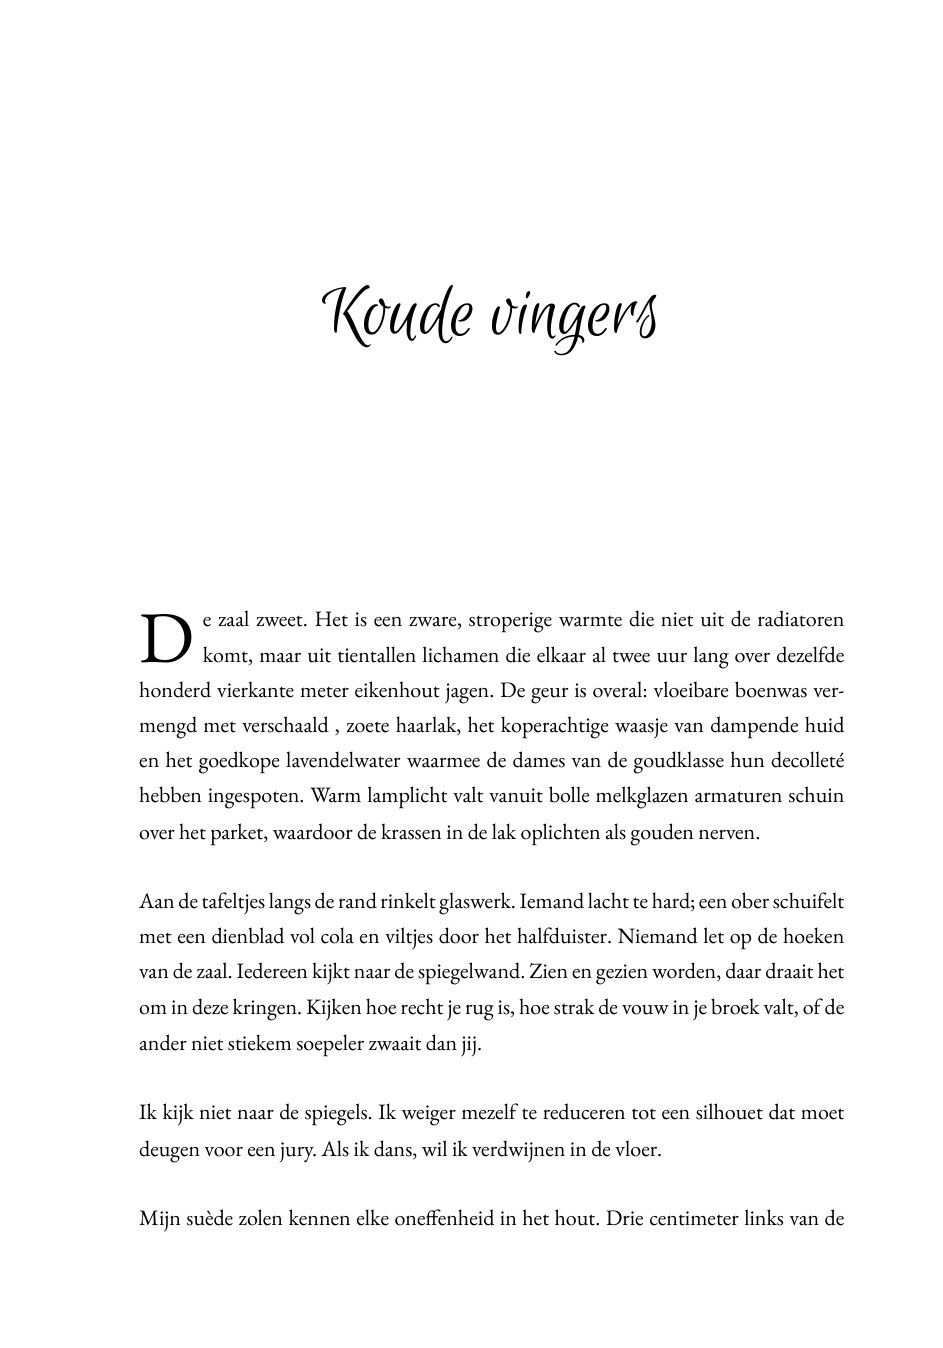 Koude vingers
De zaal zweet. Het is een zware, stroperige warmte die niet uit de radiatoren
komt, maar uit tientallen lichamen die elkaar al twee uur lang over dezelfde
honderd vierkante meter eikenhout jagen. De geur is overal: vloeibare boenwas ver-
mengd met verschaald , zoete haarlak, het koperachtige waasje van dampende huid
en het goedkope lavendelwater waarmee de dames van de goudklasse hun decolleté
hebben ingespoten. Warm lamplicht valt vanuit bolle melkglazen armaturen schuin
over het parket, waardoor de krassen in de lak oplichten als gouden nerven.
Aan de tafeltjes langs de rand rinkelt glaswerk. Iemand lacht te hard; een ober schuifelt
met een dienblad vol cola en viltjes door het halfduister. Niemand let op de hoeken
van de zaal. Iedereen kijkt naar de spiegelwand. Zien en gezien worden, daar draait het
om in deze kringen. Kijken hoe recht je rug is, hoe strak de vouw in je broek valt, of de
ander niet stiekem soepeler zwaait dan jij.
Ik kijk niet naar de spiegels. Ik weiger mezelf te reduceren tot een silhouet dat moet
deugen voor een jury. Als ik dans, wil ik verdwijnen in de vloer.
Mijn suède zolen kennen elke oneffenheid in het hout. Drie centimeter links van de